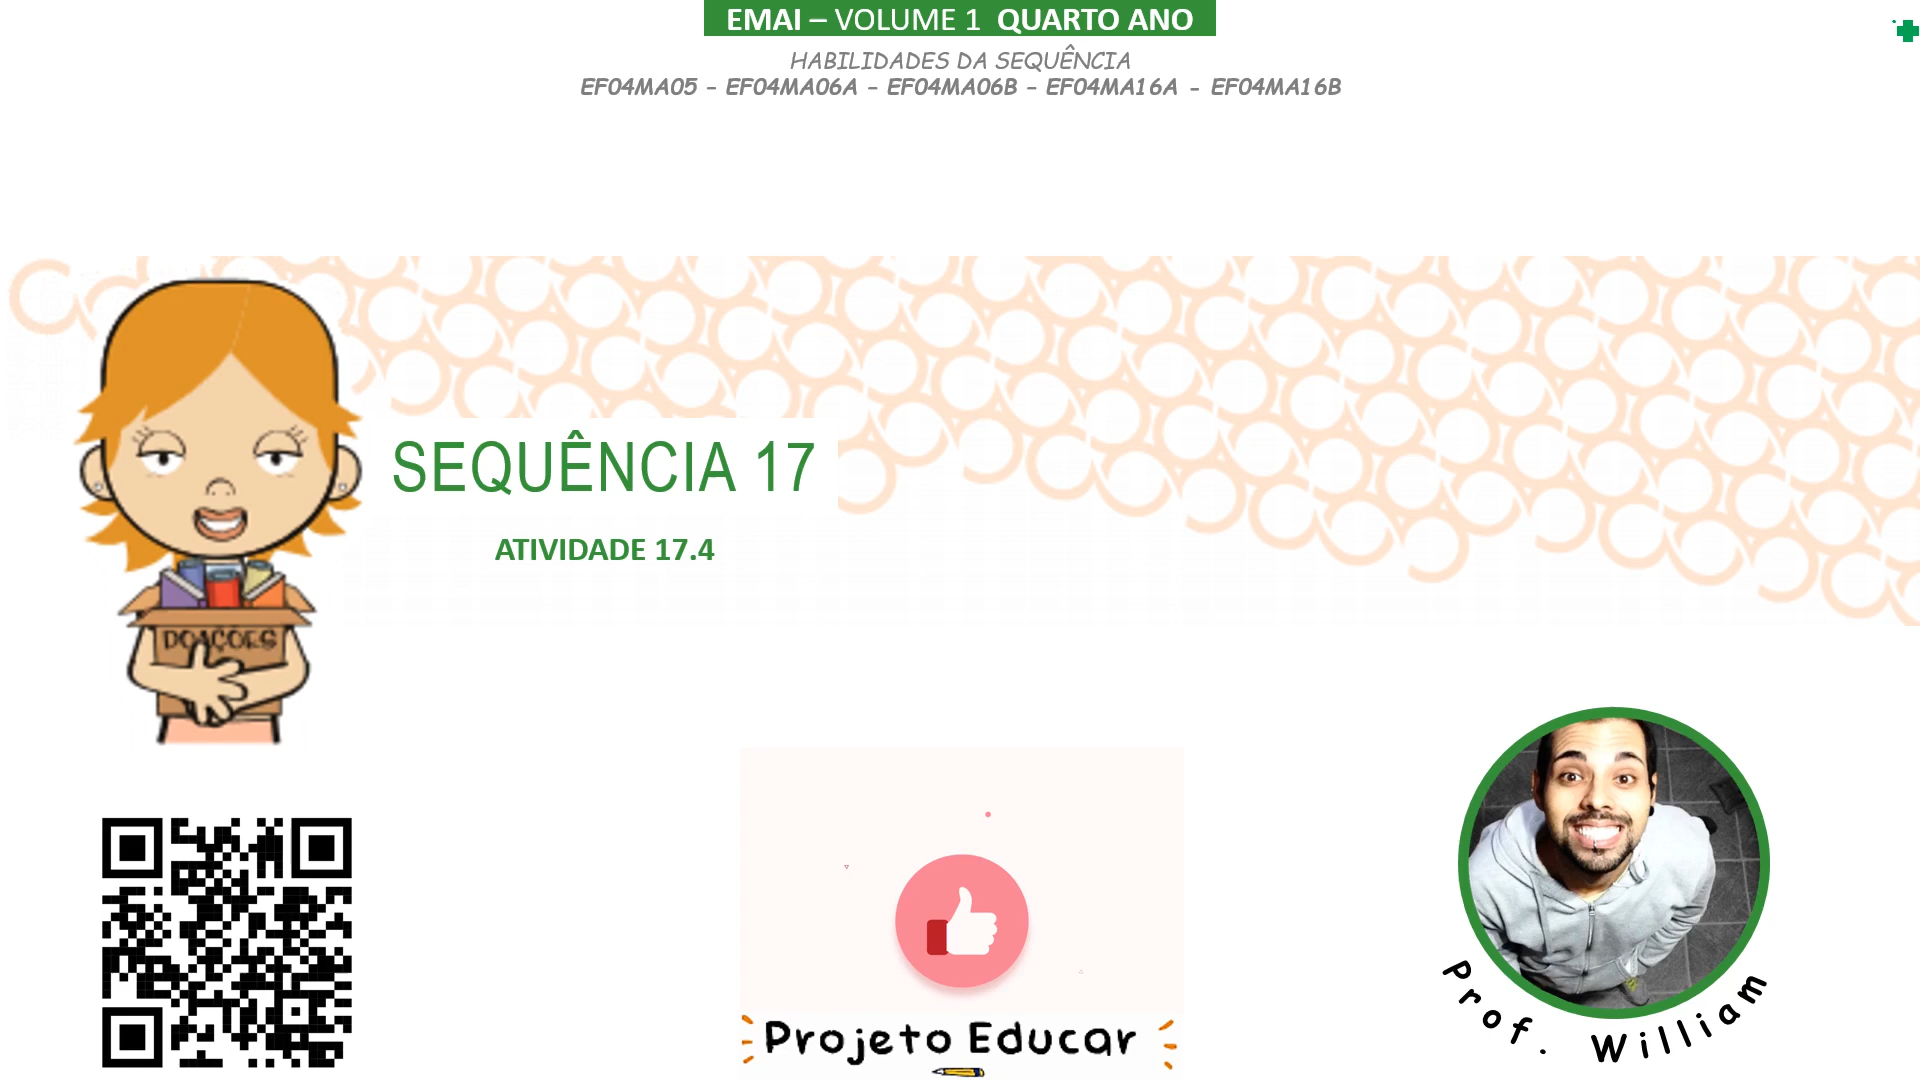 EMAI – VOLUME 1 QUARTO ANO
HABILIDADES DA SEQUÊNCIA
EF04MA05 – EF04MA06A – EF04MA06B – EF04MA16A - EF04MA16B
SEQUÊNCIA 17
ATIVIDADE 17.4
DOAÇÕES
Projeto Educar
Prof. William